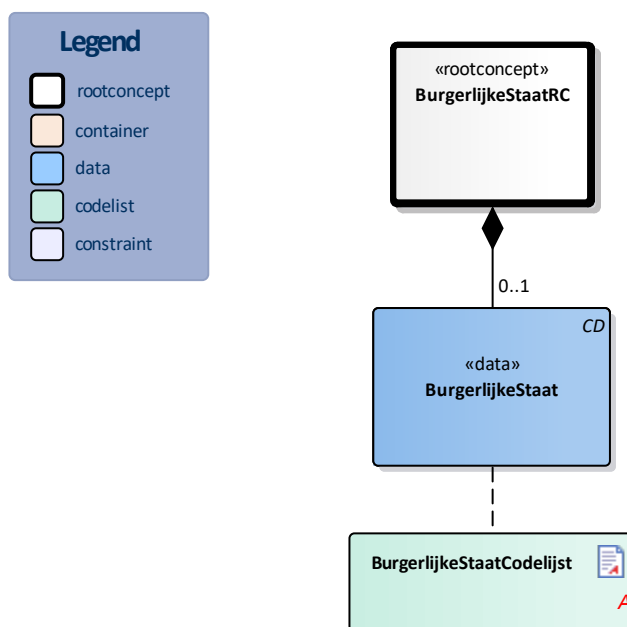 Legend
rootconcept
container
data
codelist
constraint
«rootconcept»
BurgerlijkeStaatRC
0..1
CD
«data»
BurgerlijkeStaat
BurgerlijkeStaatCodelijst